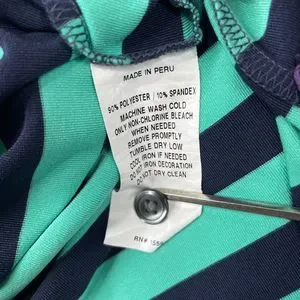 MADE IN PERU
90% POLYESTER / 10% SPANDEX
MACHINE WASH COLD
ONLY NON-CHLORINE BLEACH
WHEN NEEDED
REMOVE PROMPTLY
TUMBLE DRY LOW
COOL IRON IF NEEDED
DO NOT IRON DECORATION
DO NOT DRY CLEAN
RN#